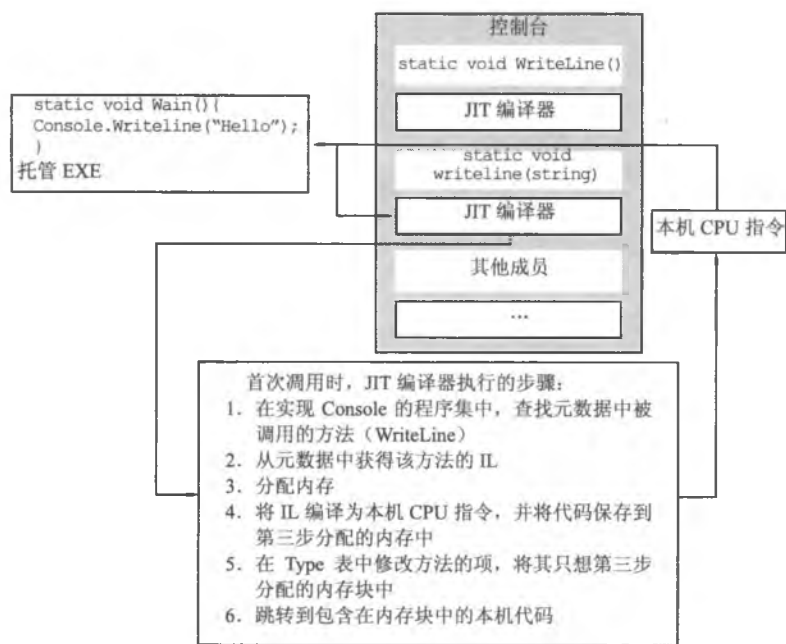 控制台
static void WriteLine()
JIT 编译器
static void Wain(){
Console.Writeline(“Hello”);
}
托管 EXE
static void
writeline(string)
JIT 编译器
本机 CPU 指令
其他成员
…
首次凋用时，JIT 编译器执行的步骤：
1．在实现 Console 的程序集中，查找元数据中被
调用的方法（WriteLine）
2．从元数据中获得该方法的 IL
3．分配内存
4．将 IL 编译为本机 CPU 指令，并将代码保存到
第三步分配的内存中
5．在 Type 表中修改方法的项，将其只想第三步
分配的内存块中
6．跳转到包含在内存块中的本机代码